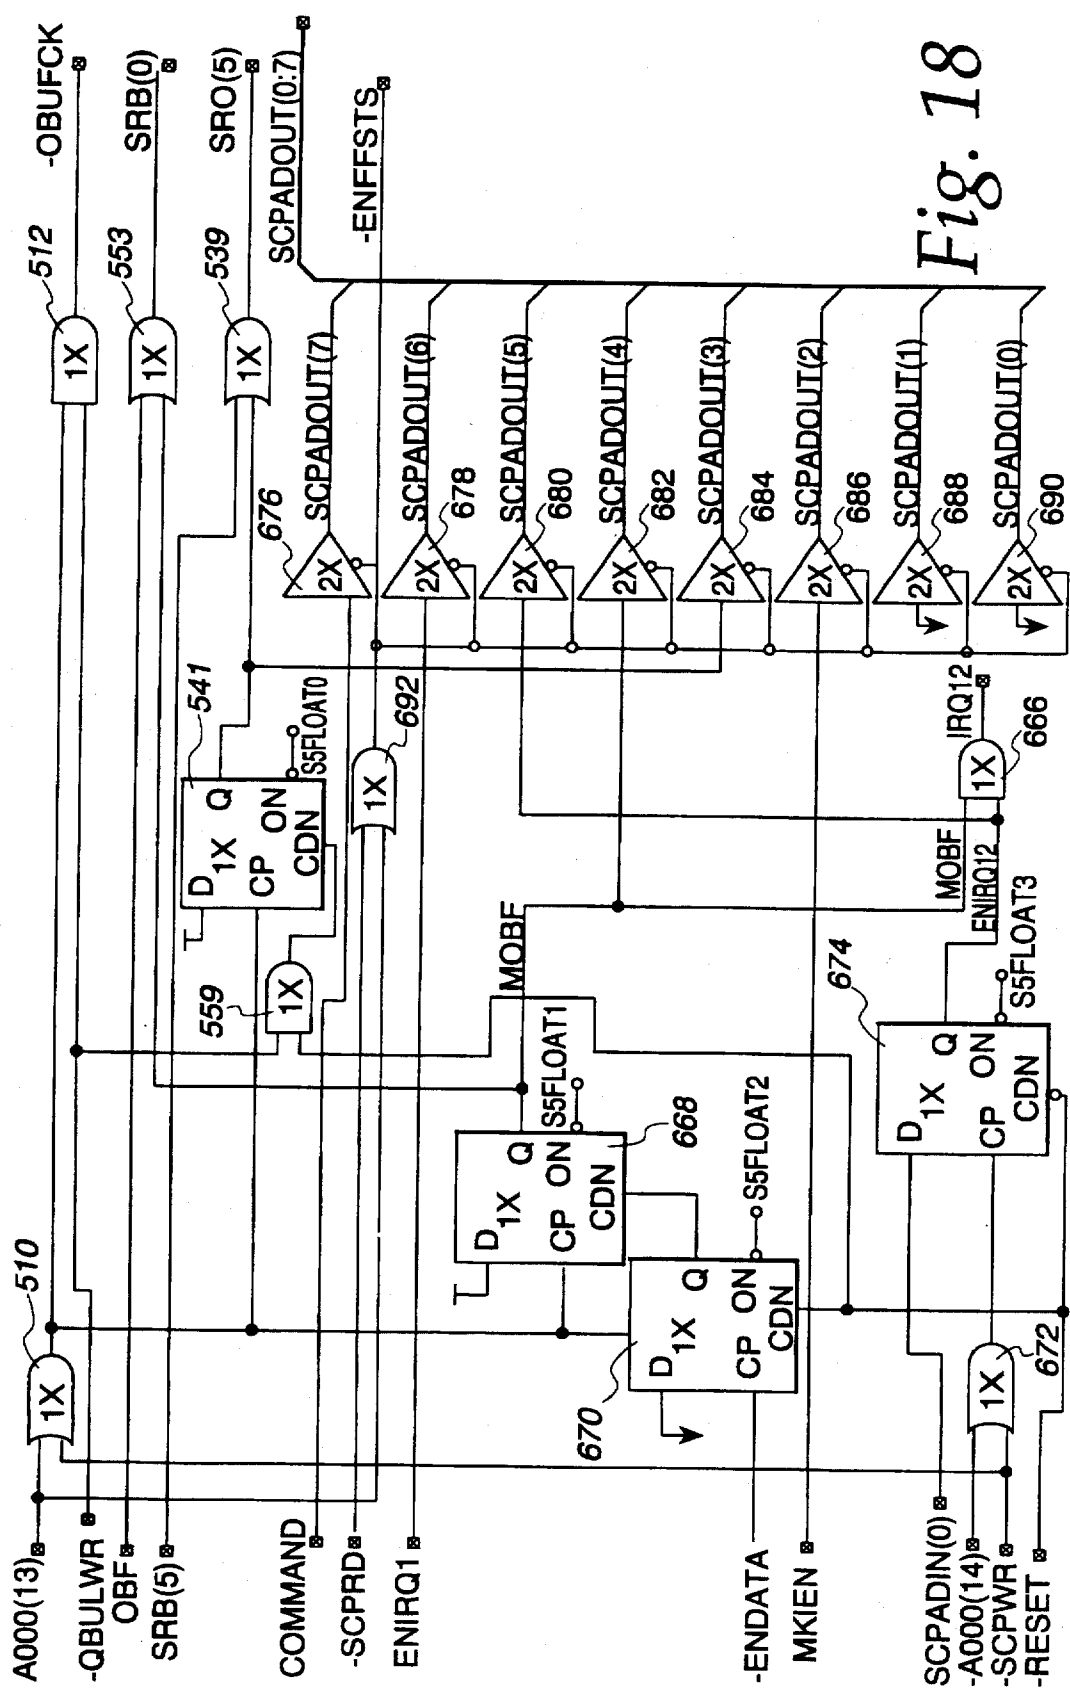 A000(13)
-QBULWR
OBF
SRB(5)
COMMAND
-SCPRD
ENIRQ1
-ENDATA
MKIEN
SCPADIN(0)
-A000(14)
-SCPWR
-RESET
510
1X
670
D
1X
Q
CP
ON
CDN
S5FLOAT2
672
1X
668
D
1X
Q
CP
ON
CDN
S5FLOAT1
MOBF
674
D
1X
Q
CP
ON
CDN
S5FLOAT3
559
1X
541
D
1X
Q
CP
ON
CDN
S5FLOAT0
692
1X
MOBF
ENIRQ12
1X
666
IRQ12
512
1X
-OBUFCK
553
1X
SRB(0)
539
1X
SRO(5)
SCPADOUT(0:7)
-ENFFSTS
676
2X
SCPADOUT(7)
2X
678
SCPADOUT(6)
2X
680
SCPADOUT(5)
2X
682
SCPADOUT(4)
2X
684
SCPADOUT(3)
2X
686
SCPADOUT(2)
2X
688
SCPADOUT(1)
2X
690
SCPADOUT(0)
Fig. 18